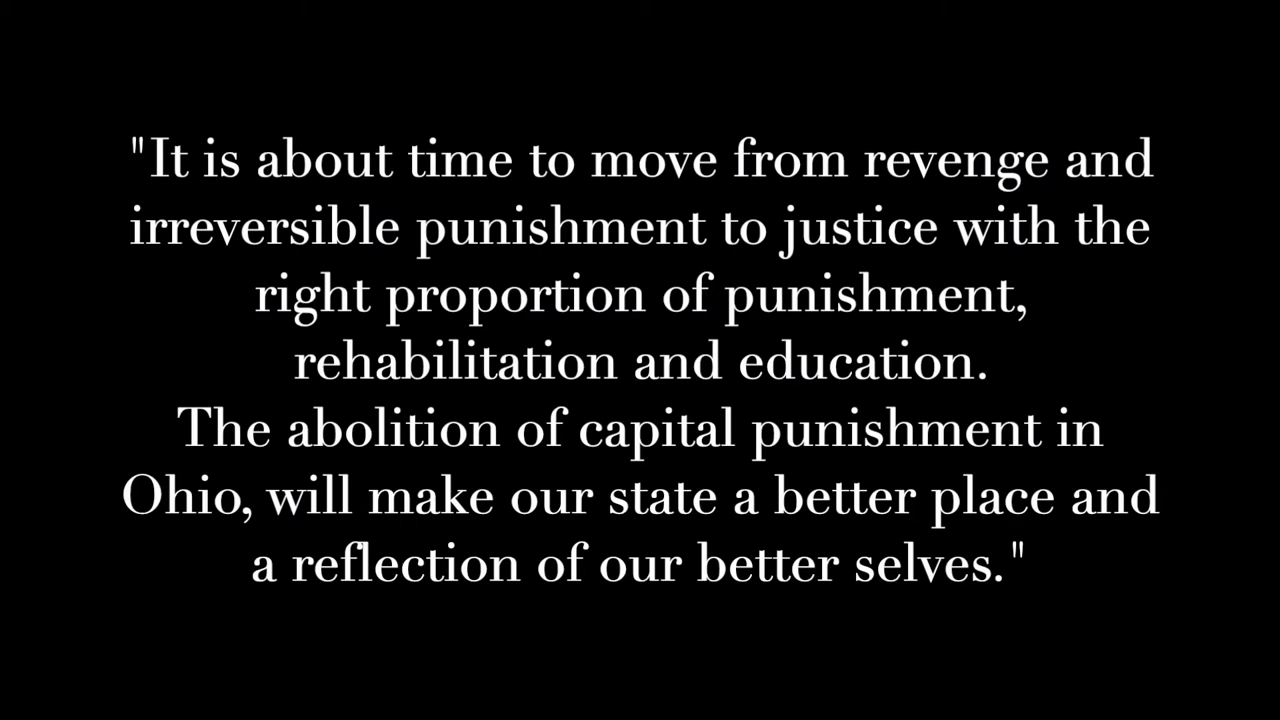 "It is about time to move from revenge and
irreversible punishment to justice with the
right proportion of punishment,
rehabilitation and education.
The abolition of capital punishment in
Ohio, will make our state a better place and
a reflection of our better selves."